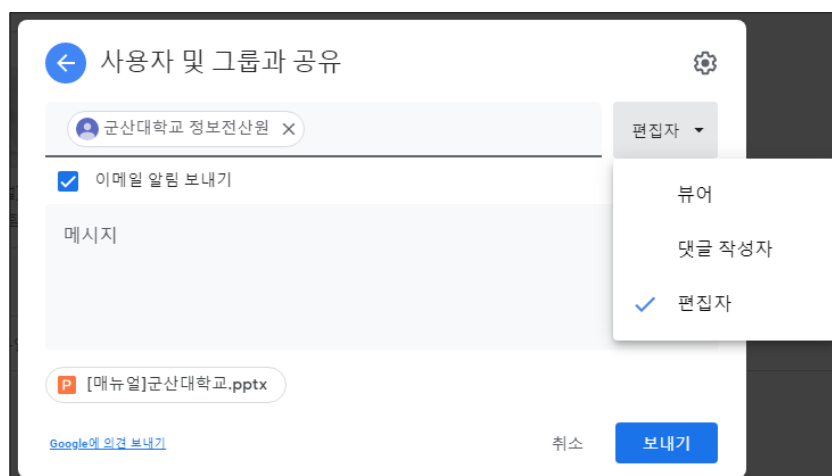 사용자 및 그룹과 공유
군산대학교 정보전산원
편집자
이메일 알림 보내기
뷰어
메시지
댓글 작성자
편집자
[매뉴얼]군산대학교.pptx
Google에 의견 보내기
취소
보내기